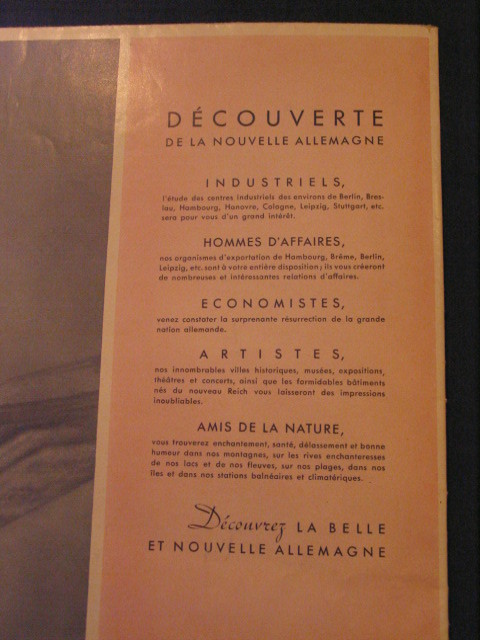 DÉCOUVERTE
DE LA NOUVELLE ALLEMAGNE
INDUSTRIELS,
l'étude des centres industriels des environs de Berlin, Bres-
lau, Hambourg, Hanovre, Cologne, Leipzig, Stuttgart, etc.
sera pour vous d'un grand intérêt.
HOMMES D'AFFAIRES,
nos organismes d'exportation de Hambourg, Brême, Berlin,
Leipzig, etc. sont à votre entière disposition; ils vous créeront
de nombreuses et intéressantes relations d'affaires.
ECONOMISTES,
venez constater la surprenante résurrection de la grande
nation allemande.
ARTISTES,
nos innombrables villes historiques, musées, expositions,
théâtres et concerts, ainsi que les formidables bâtiments
nés du nouveau Reich vous laisseront des impressions
inoubliables.
AMIS DE LA NATURE,
vous trouverez enchantement, santé, délassement et bonne
humeur dans nos montagnes, sur les rives enchanteresses
de nos lacs et de nos fleuves, sur nos plages, dans nos
îles et dans nos stations balnéaires et climatériques.
Découvrez LA BELLE
ET NOUVELLE ALLEMAGNE